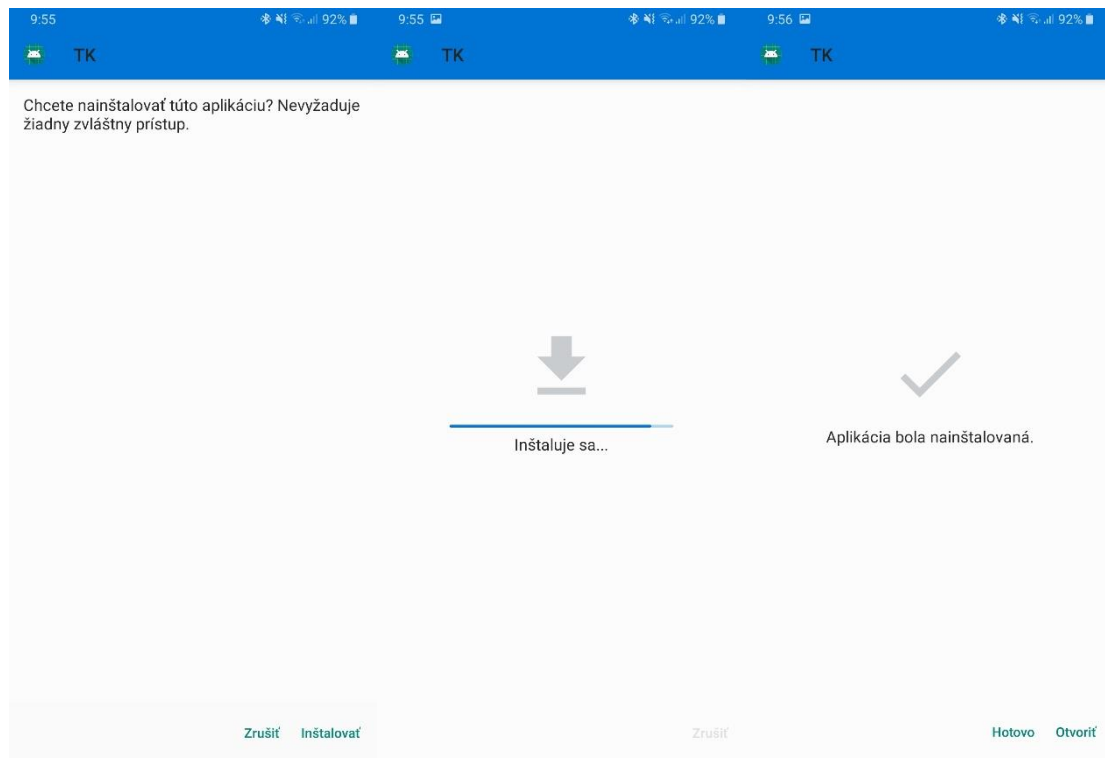 9:55
92%
TK
Chcete nainštalovať túto aplikáciu? Nevyžaduje
žiadny zvláštny prístup.
Zrušiť Inštalovať
9:55
92%
TK
Inštaluje sa...
Zrušiť
9:56
92%
TK
Aplikácia bola nainštalovaná.
Hotovo Otvoriť